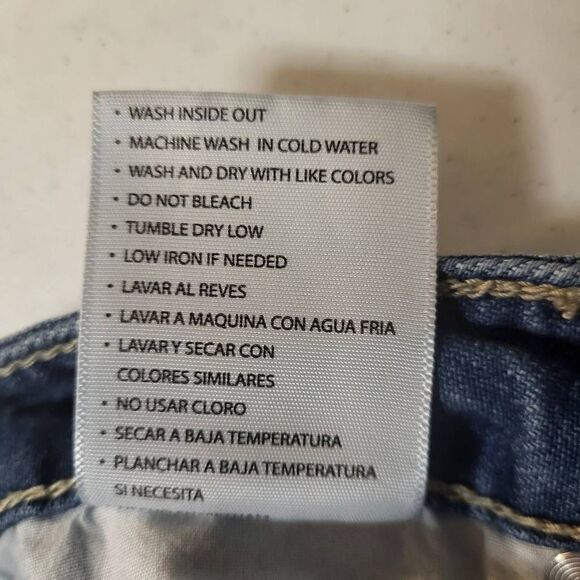 • WASH INSIDE OUT
• MACHINE WASH IN COLD WATER
• WASH AND DRY WITH LIKE COLORS
• DO NOT BLEACH
• TUMBLE DRY LOW
• LOW IRON IF NEEDED
• LAVAR AL REVES
• LAVAR A MAQUINA CON AGUA FRIA
• LAVAR Y SECAR CON
COLORES SIMILARES
• NO USAR CLORO
• SECAR A BAJA TEMPERATURA
• PLANCHAR A BAJA TEMPERATURA
SI NECESITA